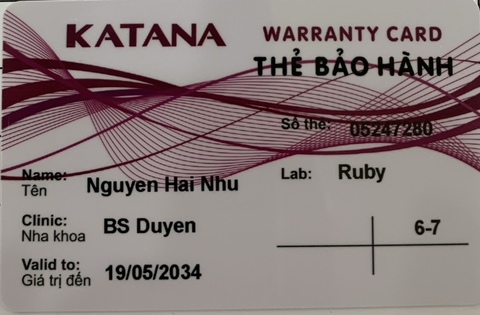 KATANA WARRANTY CARD
THẺ BẢO HÀNH
Số the: 05247280
Name: Nguyen Hai Nhu Lab: Ruby
Tên
Clinic: BS Duyen 6-7
Nha khoa
Valid to: 19/05/2034
Giá trị đến